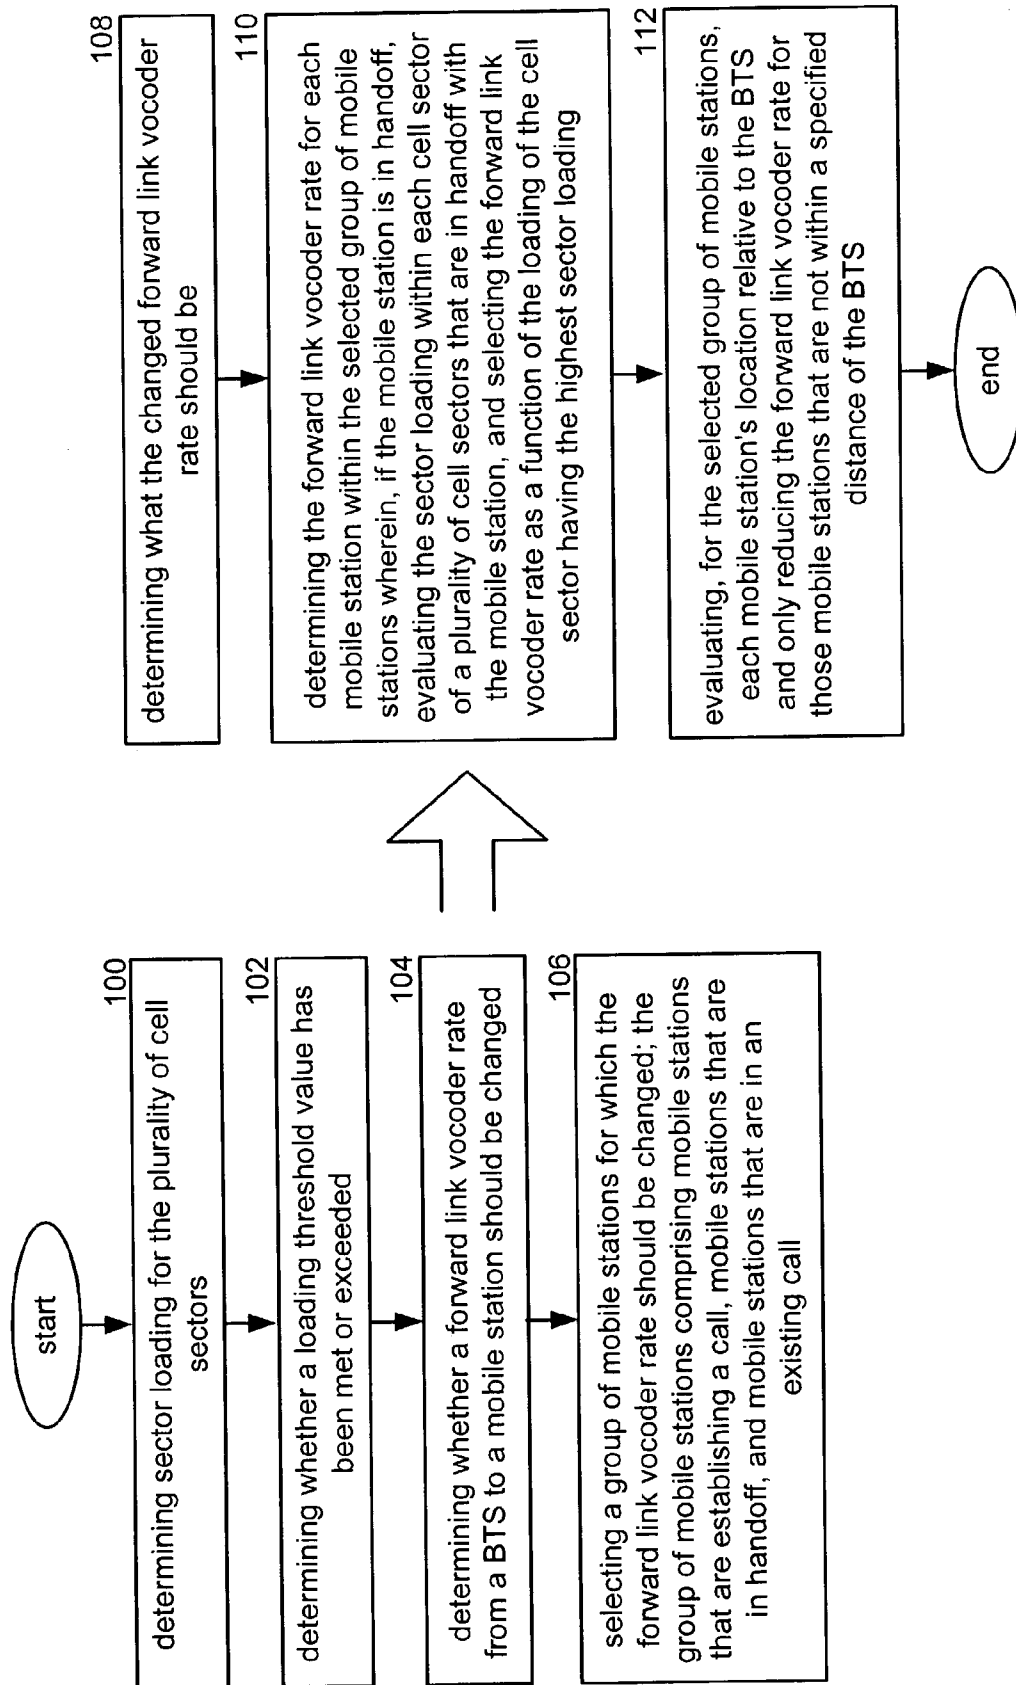 start
100
determining sector loading for the plurality of cell
sectors
102
determining whether a loading threshold value has
been met or exceeded
104
determining whether a forward link vocoder rate
from a BTS to a mobile station should be changed
106
selecting a group of mobile stations for which the
forward link vocoder rate should be changed; the
group of mobile stations comprising mobile stations
that are establishing a call, mobile stations that are
in handoff, and mobile stations that are in an
existing call
108
determining what the changed forward link vocoder
rate should be
110
determining the forward link vocoder rate for each
mobile station within the selected group of mobile
stations wherein, if the mobile station is in handoff,
evaluating the sector loading within each cell sector
of a plurality of cell sectors that are in handoff with
the mobile station, and selecting the forward link
vocoder rate as a function of the loading of the cell
sector having the highest sector loading
112
evaluating, for the selected group of mobile stations,
each mobile station's location relative to the BTS
and only reducing the forward link vocoder rate for
those mobile stations that are not within a specified
distance of the BTS
end